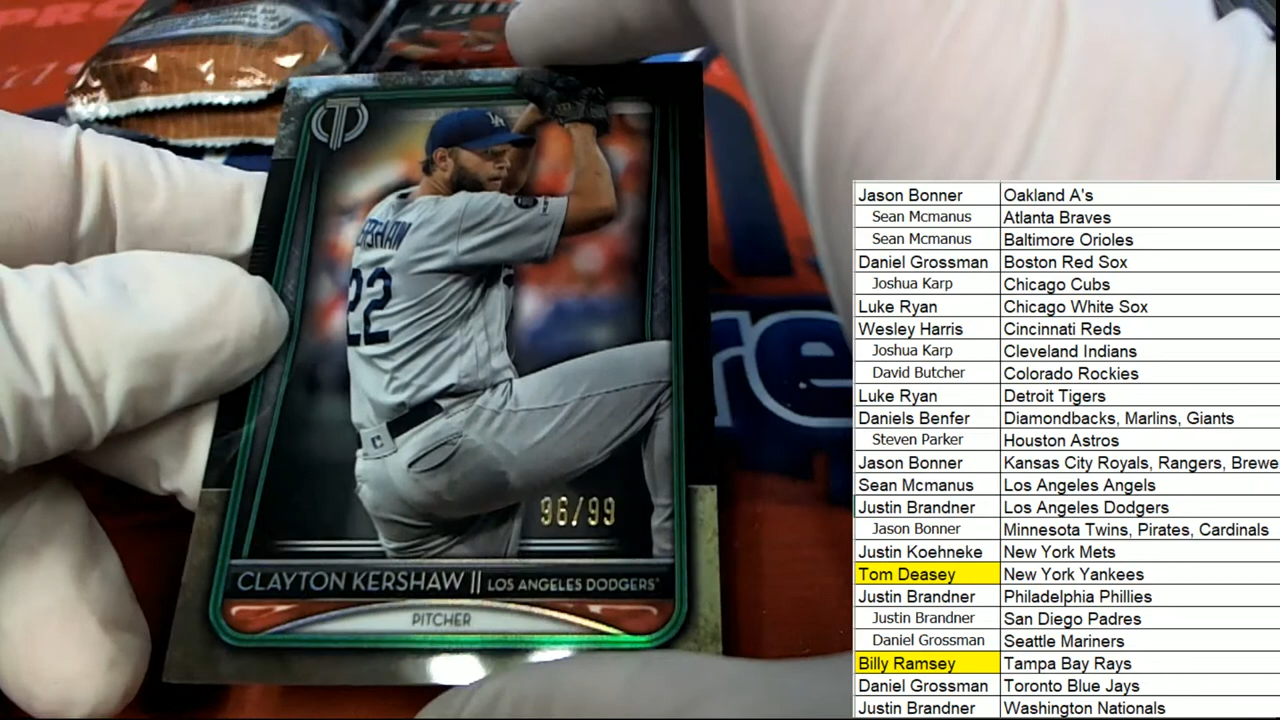 LA
KERSHAW
22
96/99
CLAYTON KERSHAW || LOS ANGELES DODGERS
PITCHER
re
Jason Bonner Oakland A's
Sean Mcmanus Atlanta Braves
Sean Mcmanus Baltimore Orioles
Daniel Grossman Boston Red Sox
Joshua Karp Chicago Cubs
Luke Ryan Chicago White Sox
Wesley Harris Cincinnati Reds
Joshua Karp Cleveland Indians
David Butcher Colorado Rockies
Luke Ryan Detroit Tigers
Daniels Benfer Diamondbacks, Marlins, Giants
Steven Parker Houston Astros
Jason Bonner Kansas City Royals, Rangers, Brewe
Sean Mcmanus Los Angeles Angels
Justin Brandner Los Angeles Dodgers
Jason Bonner Minnesota Twins, Pirates, Cardinals
Justin Koehneke New York Mets
Tom Deasey New York Yankees
Justin Brandner Philadelphia Phillies
Justin Brandner San Diego Padres
Daniel Grossman Seattle Mariners
Billy Ramsey Tampa Bay Rays
Daniel Grossman Toronto Blue Jays
Justin Brandner Washington Nationals